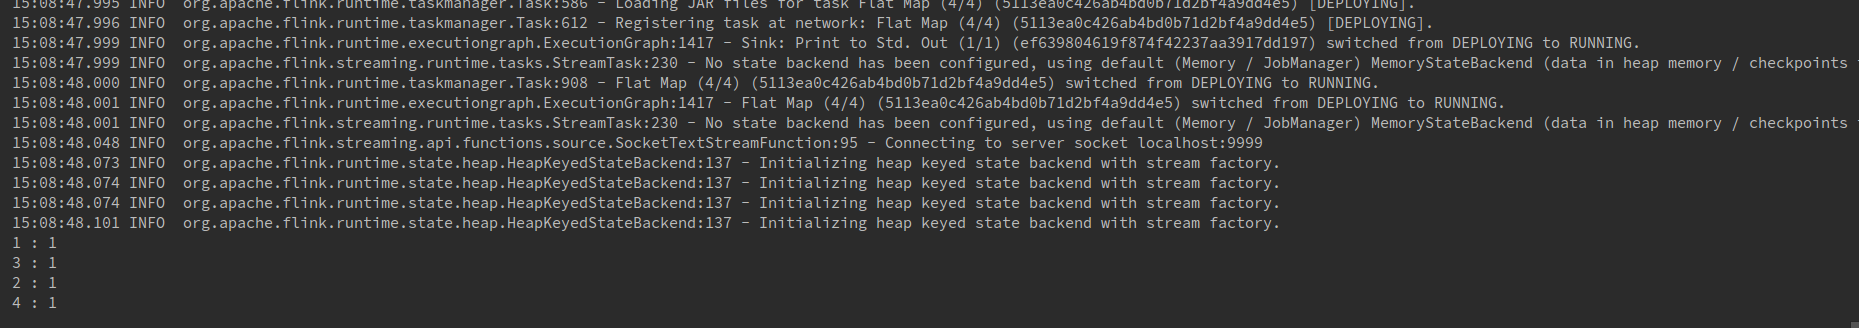 15:08:47.995 INFO  org.apache.flink.runtime.taskmanager.Task:586 - Loading JAR files for task Flat Map (4/4) (5113ea0c426ab4bd0b71d2bf4a9dd4e5) [DEPLOYING].
15:08:47.996 INFO  org.apache.flink.runtime.taskmanager.Task:612 - Registering task at network: Flat Map (4/4) (5113ea0c426ab4bd0b71d2bf4a9dd4e5) [DEPLOYING].
15:08:47.999 INFO  org.apache.flink.runtime.executiongraph.ExecutionGraph:1417 - Sink: Print to Std. Out (1/1) (ef639804619f874f42237aa3917dd197) switched from DEPLOYING to RUNNING.
15:08:47.999 INFO  org.apache.flink.streaming.runtime.tasks.StreamTask:230 - No state backend has been configured, using default (Memory / JobManager) MemoryStateBackend (data in heap memory / checkpoints
15:08:48.000 INFO  org.apache.flink.runtime.taskmanager.Task:908 - Flat Map (4/4) (5113ea0c426ab4bd0b71d2bf4a9dd4e5) switched from DEPLOYING to RUNNING.
15:08:48.001 INFO  org.apache.flink.runtime.executiongraph.ExecutionGraph:1417 - Flat Map (4/4) (5113ea0c426ab4bd0b71d2bf4a9dd4e5) switched from DEPLOYING to RUNNING.
15:08:48.001 INFO  org.apache.flink.streaming.runtime.tasks.StreamTask:230 - No state backend has been configured, using default (Memory / JobManager) MemoryStateBackend (data in heap memory / checkpoints
15:08:48.048 INFO  org.apache.flink.streaming.api.functions.source.SocketTextStreamFunction:95 - Connecting to server socket localhost:9999
15:08:48.073 INFO  org.apache.flink.runtime.state.heap.HeapKeyedStateBackend:137 - Initializing heap keyed state backend with stream factory.
15:08:48.074 INFO  org.apache.flink.runtime.state.heap.HeapKeyedStateBackend:137 - Initializing heap keyed state backend with stream factory.
15:08:48.074 INFO  org.apache.flink.runtime.state.heap.HeapKeyedStateBackend:137 - Initializing heap keyed state backend with stream factory.
15:08:48.101 INFO  org.apache.flink.runtime.state.heap.HeapKeyedStateBackend:137 - Initializing heap keyed state backend with stream factory.
1 : 1
3 : 1
2 : 1
4 : 1